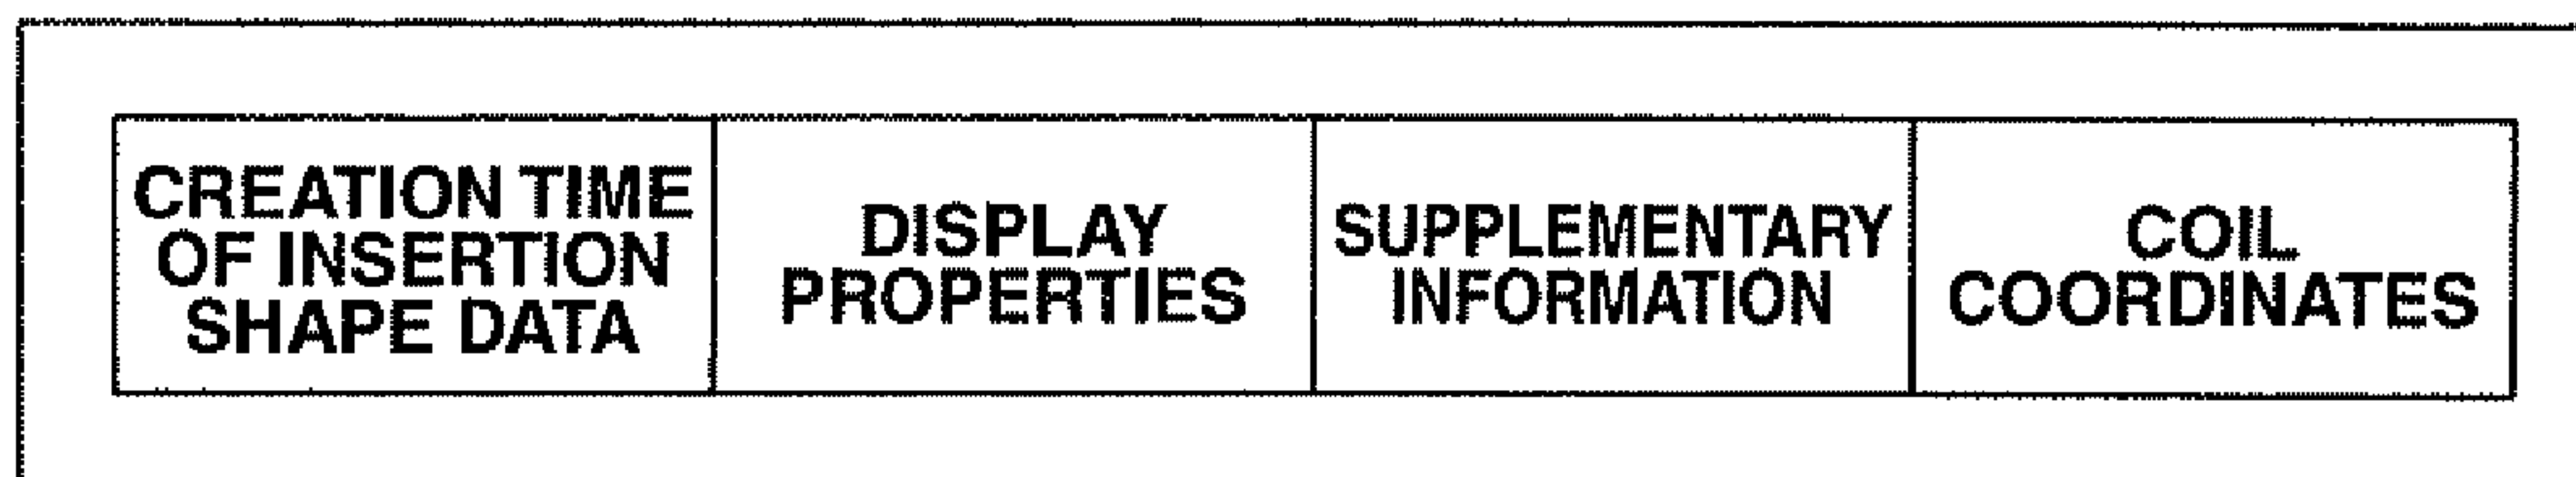 CREATION TIME
OF INSERTION
SHAPE DATA
DISPLAY
PROPERTIES
SUPPLEMENTARY
INFORMATION
COIL
COORDINATES